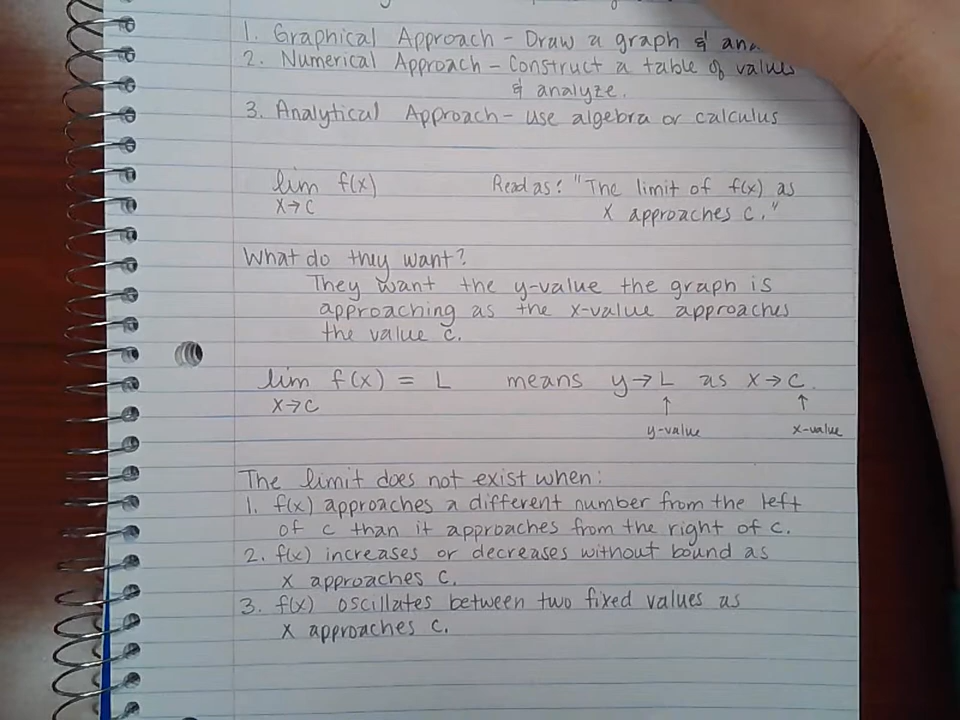 1. Graphical Approach - Draw a graph &
2. Numerical Approach - Construct a table of values
& analyze.
3. Analytical Approach - use algebra or calculus
lim f(x) Read as: "The limit of f(x) as
x→c x approaches c."
What do they want?
They want the y-value the graph is
approaching as the x-value approaches
the value c.
lim f(x) = L means y→L as x→c.
x→c ↑ ↑
y-value x-value
The limit does not exist when:
1. f(x) approaches a different number from the left
of c than it approaches from the right of c.
2. f(x) increases or decreases without bound as
x approaches c.
3. f(x) oscillates between two fixed values as
x approaches c.